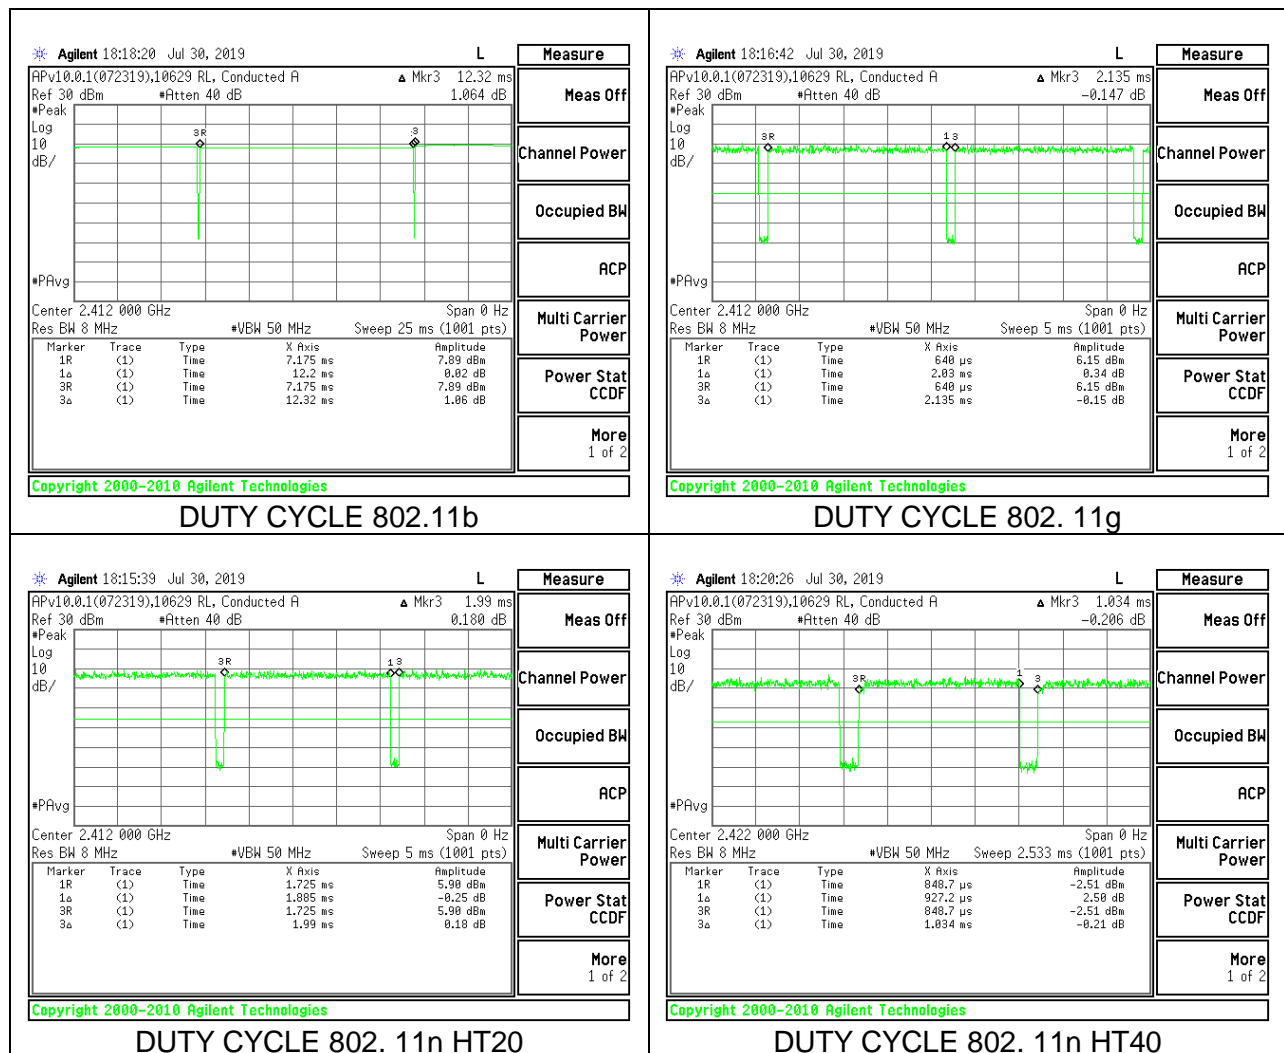 Agilent 18:18:20 Jul 30, 2019 L Measure
APv10.0.1(072319),10629 RL, Conducted A Δ Mkr3 12.32 ms
Ref 30 dBm #Atten 40 dB 1.064 dB
Meas Off
#Peak
Log
10
dB/
3R
3
Channel Power
Occupied BW
ACP
#PAvg
Center 2.412 000 GHz Span 0 Hz
Res BW 8 MHz #VBW 50 MHz Sweep 25 ms (1001 pts)
Multi Carrier
Power
Marker Trace Type X Axis Amplitude
1R (1) Time 7.175 ms 7.89 dBm
1Δ (1) Time 12.2 ms 0.02 dB
3R (1) Time 7.175 ms 7.89 dBm
3Δ (1) Time 12.32 ms 1.06 dB
Power Stat
CCDF
More
1 of 2
Copyright 2000-2010 Agilent Technologies
DUTY CYCLE 802.11b
Agilent 18:16:42 Jul 30, 2019 L Measure
APv10.0.1(072319),10629 RL, Conducted A Δ Mkr3 2.135 ms
Ref 30 dBm #Atten 40 dB -0.147 dB
Meas Off
#Peak
Log
10
dB/
3R
1 3
Channel Power
Occupied BW
ACP
#PAvg
Center 2.412 000 GHz Span 0 Hz
Res BW 8 MHz #VBW 50 MHz Sweep 5 ms (1001 pts)
Multi Carrier
Power
Marker Trace Type X Axis Amplitude
1R (1) Time 640 µs 6.15 dBm
1Δ (1) Time 2.03 ms 0.34 dB
3R (1) Time 640 µs 6.15 dBm
3Δ (1) Time 2.135 ms -0.15 dB
Power Stat
CCDF
More
1 of 2
Copyright 2000-2010 Agilent Technologies
DUTY CYCLE 802. 11g
Agilent 18:15:39 Jul 30, 2019 L Measure
APv10.0.1(072319),10629 RL, Conducted A Δ Mkr3 1.99 ms
Ref 30 dBm #Atten 40 dB 0.180 dB
Meas Off
#Peak
Log
10
dB/
3R
1 3
Channel Power
Occupied BW
ACP
#PAvg
Center 2.412 000 GHz Span 0 Hz
Res BW 8 MHz #VBW 50 MHz Sweep 5 ms (1001 pts)
Multi Carrier
Power
Marker Trace Type X Axis Amplitude
1R (1) Time 1.725 ms 5.90 dBm
1Δ (1) Time 1.885 ms -0.25 dB
3R (1) Time 1.725 ms 5.90 dBm
3Δ (1) Time 1.99 ms 0.18 dB
Power Stat
CCDF
More
1 of 2
Copyright 2000-2010 Agilent Technologies
DUTY CYCLE 802. 11n HT20
Agilent 18:20:26 Jul 30, 2019 L Measure
APv10.0.1(072319),10629 RL, Conducted A Δ Mkr3 1.034 ms
Ref 30 dBm #Atten 40 dB -0.206 dB
Meas Off
#Peak
Log
10
dB/
3R
1
3
Channel Power
Occupied BW
ACP
#PAvg
Center 2.422 000 GHz Span 0 Hz
Res BW 8 MHz #VBW 50 MHz Sweep 2.533 ms (1001 pts)
Multi Carrier
Power
Marker Trace Type X Axis Amplitude
1R (1) Time 848.7 µs -2.51 dBm
1Δ (1) Time 927.2 µs 2.50 dB
3R (1) Time 848.7 µs -2.51 dBm
3Δ (1) Time 1.034 ms -0.21 dB
Power Stat
CCDF
More
1 of 2
Copyright 2000-2010 Agilent Technologies
DUTY CYCLE 802. 11n HT40